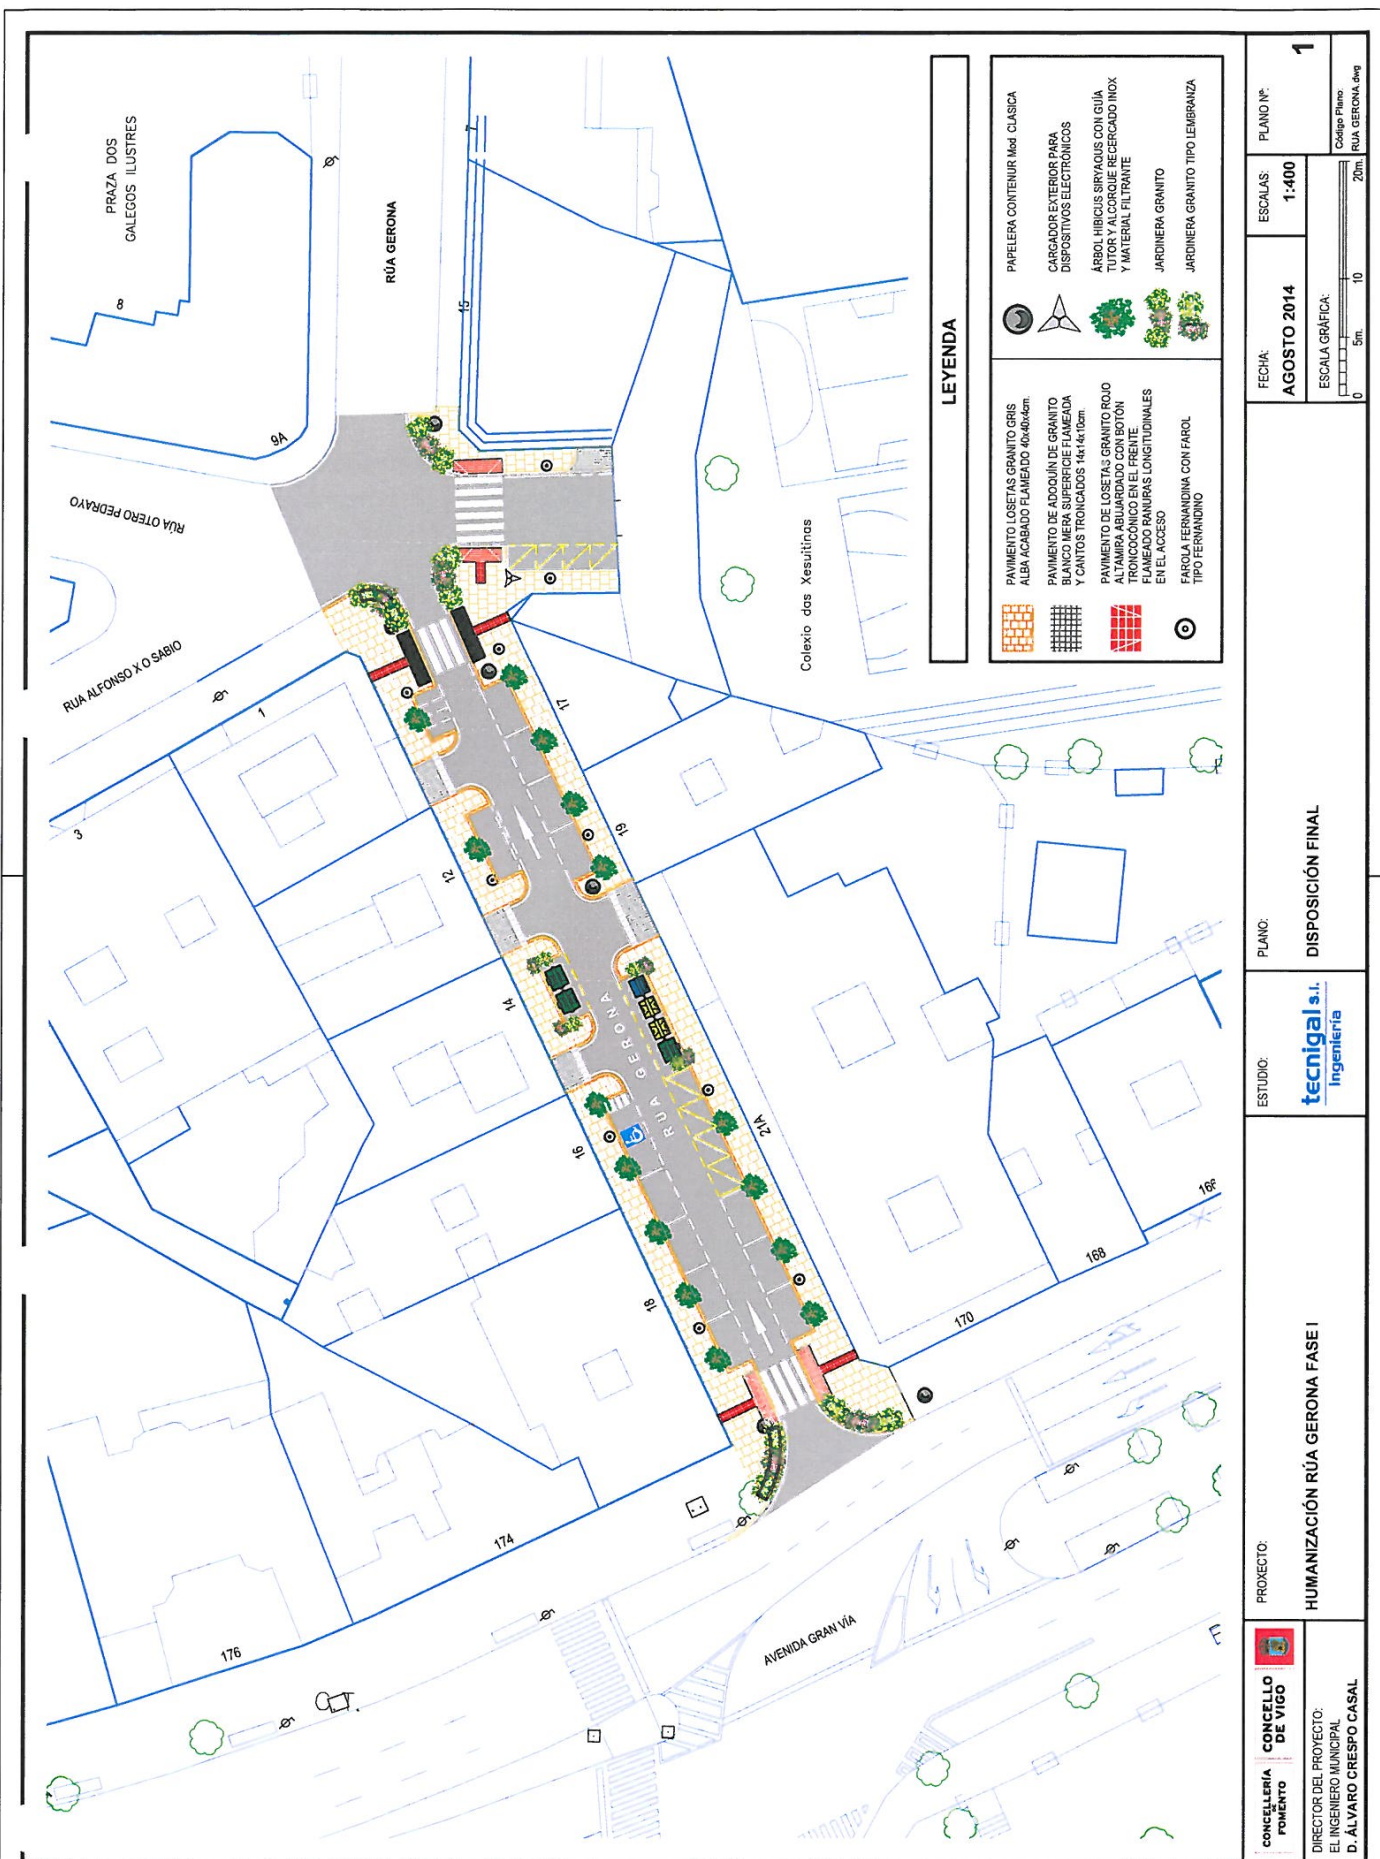 PRAZA DOS
GALEGOS ILUSTRES
8
9A
RÚA GERONA
15
7
RÚA OTERO PEDRAYO
RUA ALFONSO X O SABIO
1
3
12
14
16
18
17
19
21A
RUA GERONA
Colexio das Xesuitinas
174
176
170
168
AVENIDA GRAN VÍA
LEYENDA
PAVIMENTO LOSETAS GRANITO GRIS
ALBA ACABADO FLAMEADO 40x40x4cm.
PAVIMENTO DE ADOQUÍN DE GRANITO
BLANCO MERA SUPERFICIE FLAMEADA
Y CANTOS TRONCADOS 14x14x10cm.
PAVIMENTO DE LOSETAS GRANITO ROJO
ALTAMIRA ABUJARDADO CON BOTÓN
TRONCOCÓNICO EN EL FRENTE.
FLAMEADO RANURAS LONGITUDINALES
EN EL ACCESO
FAROLA FERNANDINA CON FAROL
TIPO FERNANDINO
PAPELERA CONTENUR Mod CLASICA
CARGADOR EXTERIOR PARA
DISPOSITIVOS ELECTRÓNICOS
ÁRBOL HIBICUS SIRYAOUS CON GUÍA
TUTOR Y ALCORQUE RECERCADO INOX
Y MATERIAL FILTRANTE
JARDINERA GRANITO
JARDINERA GRANITO TIPO LEMBRANZA
CONCELLERÍA
DE
FOMENTO
CONCELLO
DE VIGO
DIRECTOR DEL PROYECTO:
EL INGENIERO MUNICIPAL
D. ÁLVARO CRESPO CASAL
PROXECTO:
HUMANIZACIÓN RÚA GERONA FASE I
ESTUDIO:
tecnigal s.l.
ingeniería
PLANO:
DISPOSICIÓN FINAL
FECHA:
AGOSTO 2014
ESCALAS:
1:400
ESCALA GRÁFICA:
0 5m. 10 20m.
PLANO Nº:
1
Código Plano:
RUA GERONA.dwg